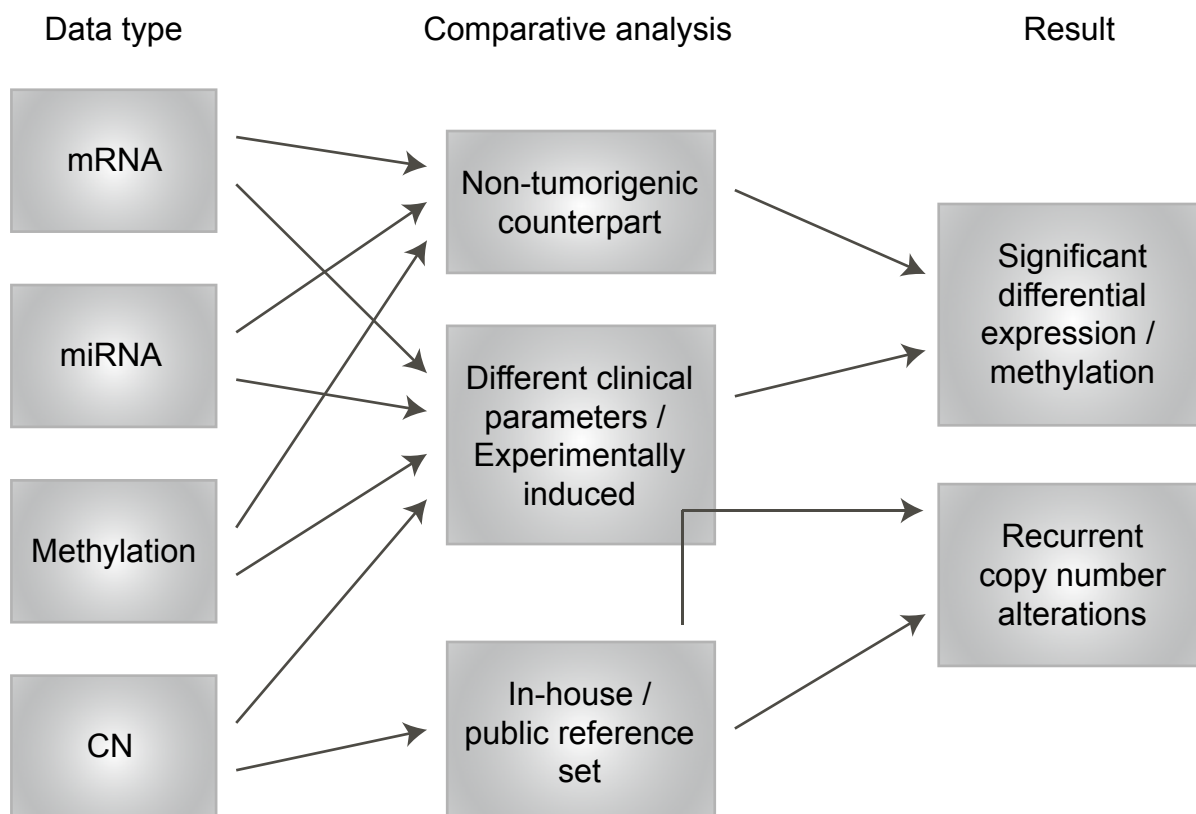 Data type
Comparative analysis
Result
mRNA
miRNA
Methylation
CN
Non-tumorigenic
counterpart
Different clinical
parameters /
Experimentally
induced
In-house /
public reference
set
Significant
differential
expression /
methylation
Recurrent
copy number
alterations